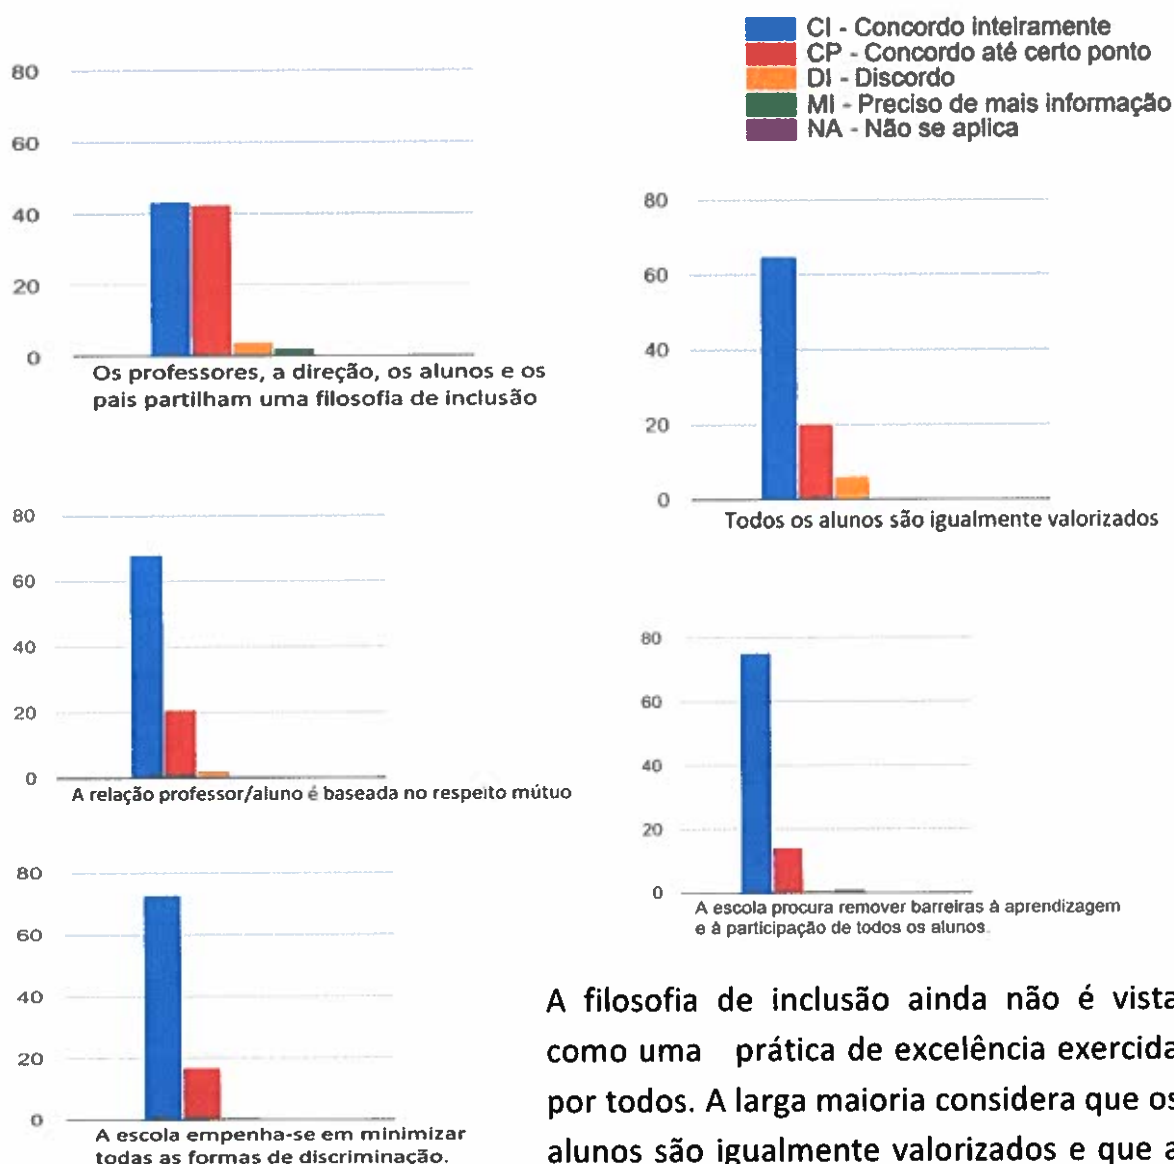 CI - Concordo inteiramente
CP - Concordo até certo ponto
DI - Discordo
MI - Preciso de mais informação
NA - Não se aplica
80
60
40
20
0
Os professores, a direção, os alunos e os
pais partilham uma filosofia de inclusão
80
60
40
20
0
Todos os alunos são igualmente valorizados
80
60
40
20
0
A relação professor/aluno é baseada no respeito mútuo
80
60
40
20
0
A escola procura remover barreiras à aprendizagem
e à participação de todos os alunos.
80
60
40
20
0
A escola empenha-se em minimizar
todas as formas de discriminação.
A filosofia de inclusão ainda não é vista
como uma prática de excelência exercida
por todos. A larga maioria considera que os
alunos são igualmente valorizados e que a